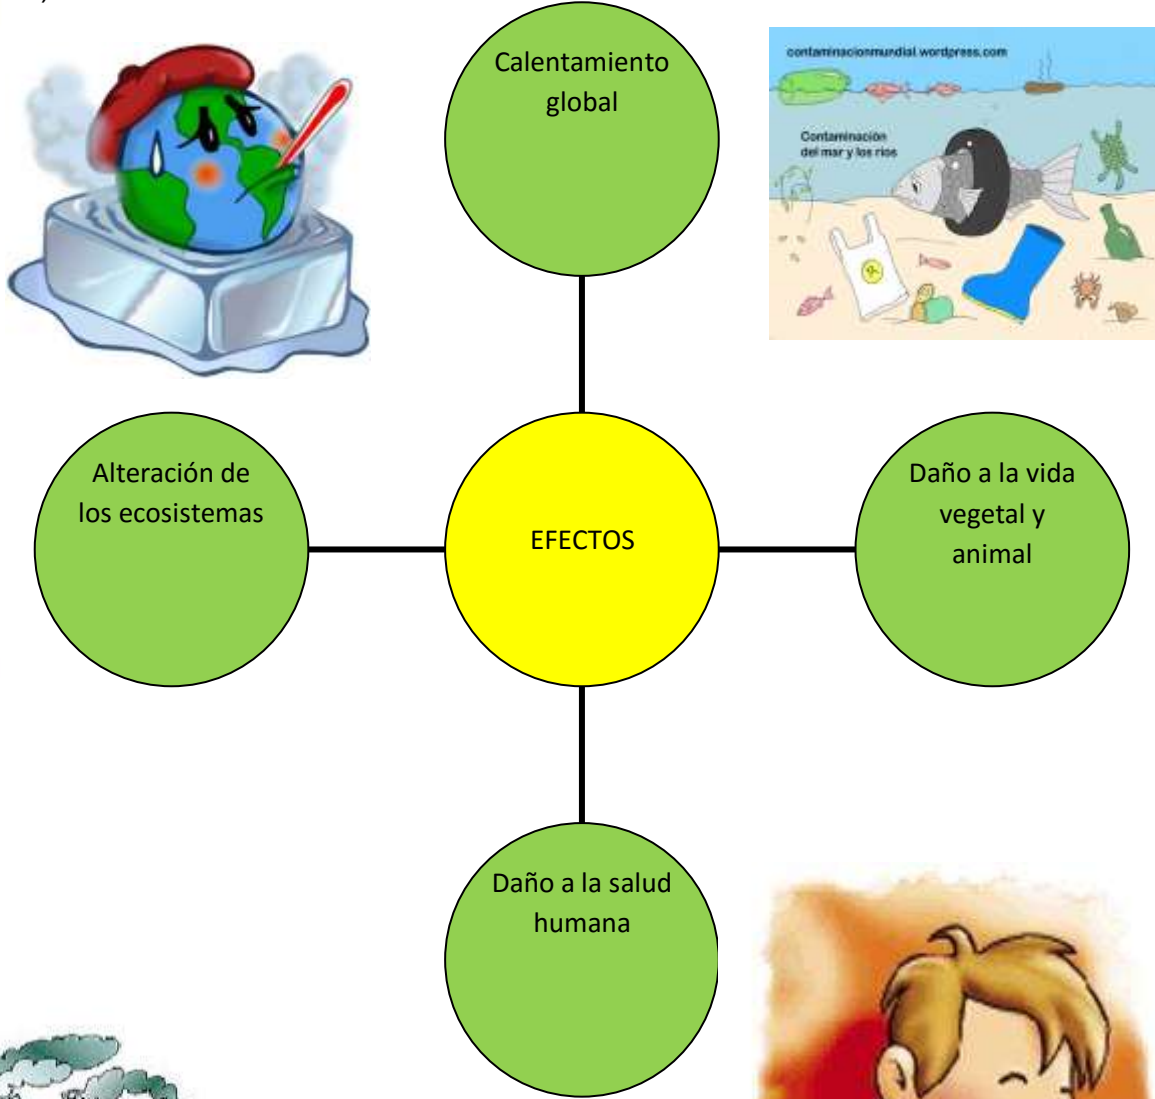 Calentamiento
global
contaminacionmundial.wordpress.com
Contaminación
del mar y los ríos
Alteración de
los ecosistemas
EFECTOS
Daño a la vida
vegetal y
animal
Daño a la salud
humana